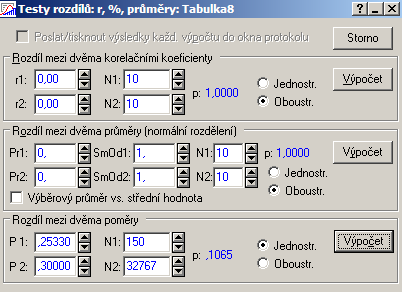 Testy rozdílů: r, %, průměry: Tabulka8
Poslat/tisknout výsledky každ. výpočtu do okna protokolu
Storno
Rozdíl mezi dvěma korelačními koeficienty
r1: 0,00 N1: 10
r2: 0,00 N2: 10
p: 1,0000
Jednostr.
Oboustr.
Výpočet
Rozdíl mezi dvěma průměry (normální rozdělení)
Pr1: 0, SmOd1: 1, N1: 10 p: 1,0000
Pr2: 0, SmOd2: 1, N2: 10
Jednostr.
Oboustr.
Výpočet
Výběrový průměr vs. střední hodnota
Rozdíl mezi dvěma poměry
P 1: ,25330 N1: 150
P 2: ,30000 N2: 32767
p: ,1065
Jednostr.
Oboustr.
Výpočet